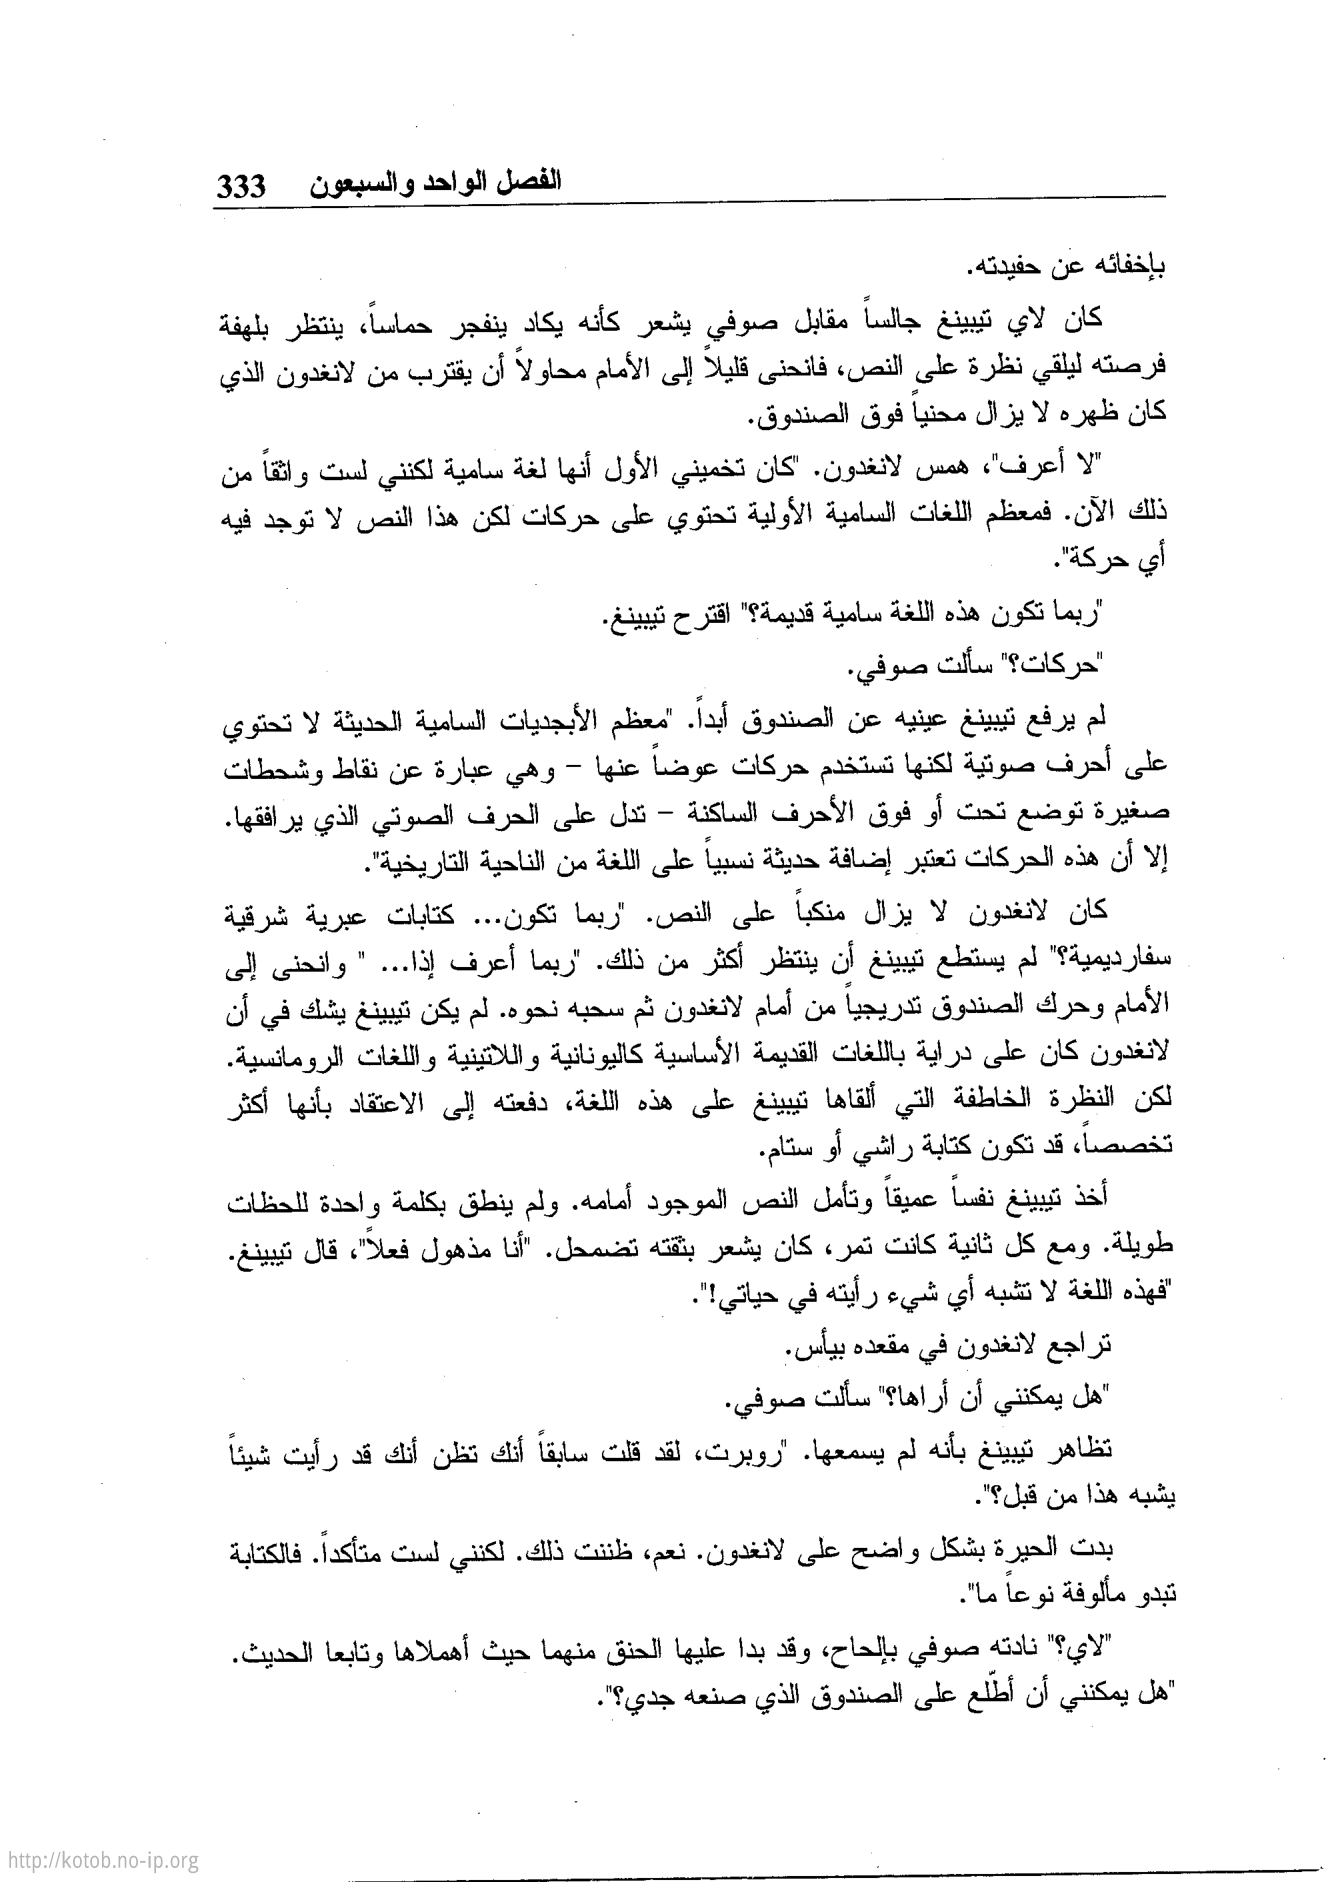 الفصل الواحد والسبعون 333
بإخفائه عن حفيدته.
كان لاي تيبينغ جالساً مقابل صوفي يشعر كأنه يكاد ينفجر حماساً، ينتظر بلهفة
فرصته ليلقي نظرة على النص، فانحنى قليلاً إلى الأمام محاولاً أن يقترب من لانغدون الذي
كان ظهره لا يزال محنياً فوق الصندوق.
"لا أعرف"، همس لانغدون. "كان تخميني الأول أنها لغة سامية لكنني لست واثقاً من
ذلك الآن. فمعظم اللغات السامية الأولية تحتوي على حركات لكن هذا النص لا توجد فيه
أي حركة".
"ربما تكون هذه اللغة سامية قديمة؟" اقترح تيبينغ.
"حركات؟" سألت صوفي.
لم يرفع تيبينغ عينيه عن الصندوق أبداً. "معظم الأبجديات السامية الحديثة لا تحتوي
على أحرف صوتية لكنها تستخدم حركات عوضاً عنها – وهي عبارة عن نقاط وشحطات
صغيرة توضع تحت أو فوق الأحرف الساكنة – تدل على الحرف الصوتي الذي يرافقها.
إلا أن هذه الحركات تعتبر إضافة حديثة نسبياً على اللغة من الناحية التاريخية".
كان لانغدون لا يزال منكباً على النص. "ربما تكون... كتابات عبرية شرقية
سفارديمية؟" لم يستطع تيبينغ أن ينتظر أكثر من ذلك. "ربما أعرف إذا... " وانحنى إلى
الأمام وحرك الصندوق تدريجياً من أمام لانغدون ثم سحبه نحوه. لم يكن تيبينغ يشك في أن
لانغدون كان على دراية باللغات القديمة الأساسية كاليونانية واللاتينية واللغات الرومانسية.
لكن النظرة الخاطفة التي ألقاها تيبينغ على هذه اللغة، دفعته إلى الاعتقاد بأنها أكثر
تخصصاً، قد تكون كتابة راشي أو ستام.
أخذ تيبينغ نفساً عميقاً وتأمل النص الموجود أمامه. ولم ينطق بكلمة واحدة للحظات
طويلة. ومع كل ثانية كانت تمر، كان يشعر بثقته تضمحل. "أنا مذهول فعلاً"، قال تيبينغ.
"فهذه اللغة لا تشبه أي شيء رأيته في حياتي!".
تراجع لانغدون في مقعده بيأس.
"هل يمكنني أن أراها؟" سألت صوفي.
تظاهر تيبينغ بأنه لم يسمعها. "روبرت، لقد قلت سابقاً أنك تظن أنك قد رأيت شيئاً
يشبه هذا من قبل؟".
بدت الحيرة بشكل واضح على لانغدون. نعم، ظننت ذلك. لكنني لست متأكداً. فالكتابة
تبدو مألوفة نوعاً ما".
"لاي؟" نادته صوفي بإلحاح، وقد بدا عليها الحنق منهما حيث أهملاها وتابعا الحديث.
"هل يمكنني أن أطّلع على الصندوق الذي صنعه جدي؟".
http://kotob.no-ip.org